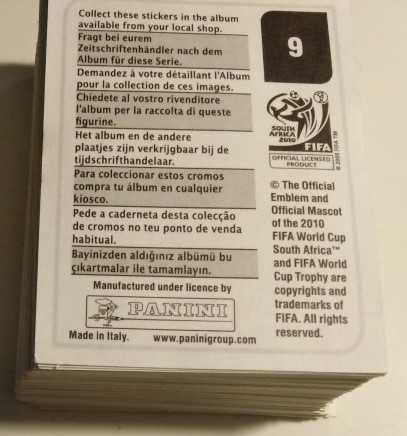 Collect these stickers in the album
available from your local shop.
Fragt bei eurem
Zeitschriftenhändler nach dem
Album für diese Serie.
Demandez à votre détaillant l'Album
pour la collection de ces images.
Chiedete al vostro rivenditore
l'album per la raccolta di queste
figurine.
Het album en de andere
plaatjes zijn verkrijgbaar bij de
tijdschrifthandelaar.
Para coleccionar estos cromos
compra tu álbum en cualquier
kiosco.
Pede a caderneta desta colecção
de cromos no teu ponto de venda
habitual.
Bayinizden aldığınız albümü bu
çıkartmalar ile tamamlayın.
Manufactured under licence by
PANINI
Made in Italy. www.paninigroup.com
9
SOUTH
AFRICA
2010
FIFA
OFFICIAL LICENSED
PRODUCT
© The Official
Emblem and
Official Mascot
of the 2010
FIFA World Cup
South Africa™
and FIFA World
Cup Trophy are
copyrights and
trademarks of
FIFA. All rights
reserved.